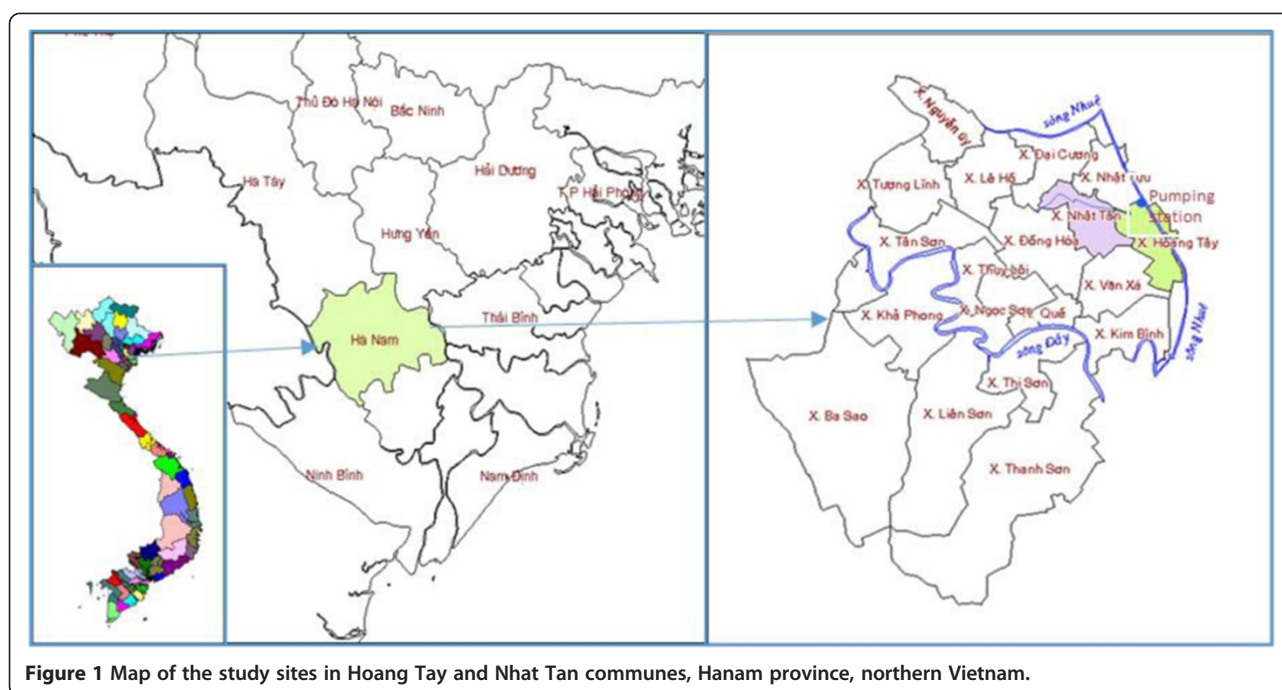 Thủ Đô Hà Nội
Bắc Ninh
Hải Dương
Hà Tây
T.P Hải Phòng
Hưng Yên
Thái Bình
Hà Nam
Ninh Bình
Nam Định
X. Nguyễn Úy
sông Nhuệ
X. Đại Cương
X. Lê Hồ
X. Nhật Tựu
X. Tượng Lĩnh
Pumping
station
X. Nhật Tân
X. Tân Sơn
X. Đồng Hóa
X. Hoàng Tây
X. Thụy Lôi
X. Văn Xá
X. Khả Phong
X. Ngọc Sơn
Quế
X. Kim Bình
sông Nhuệ
sông Đáy
X. Thi Sơn
X. Ba Sao
X. Liên Sơn
X. Thanh Sơn
Figure 1 Map of the study sites in Hoang Tay and Nhat Tan communes, Hanam province, northern Vietnam.